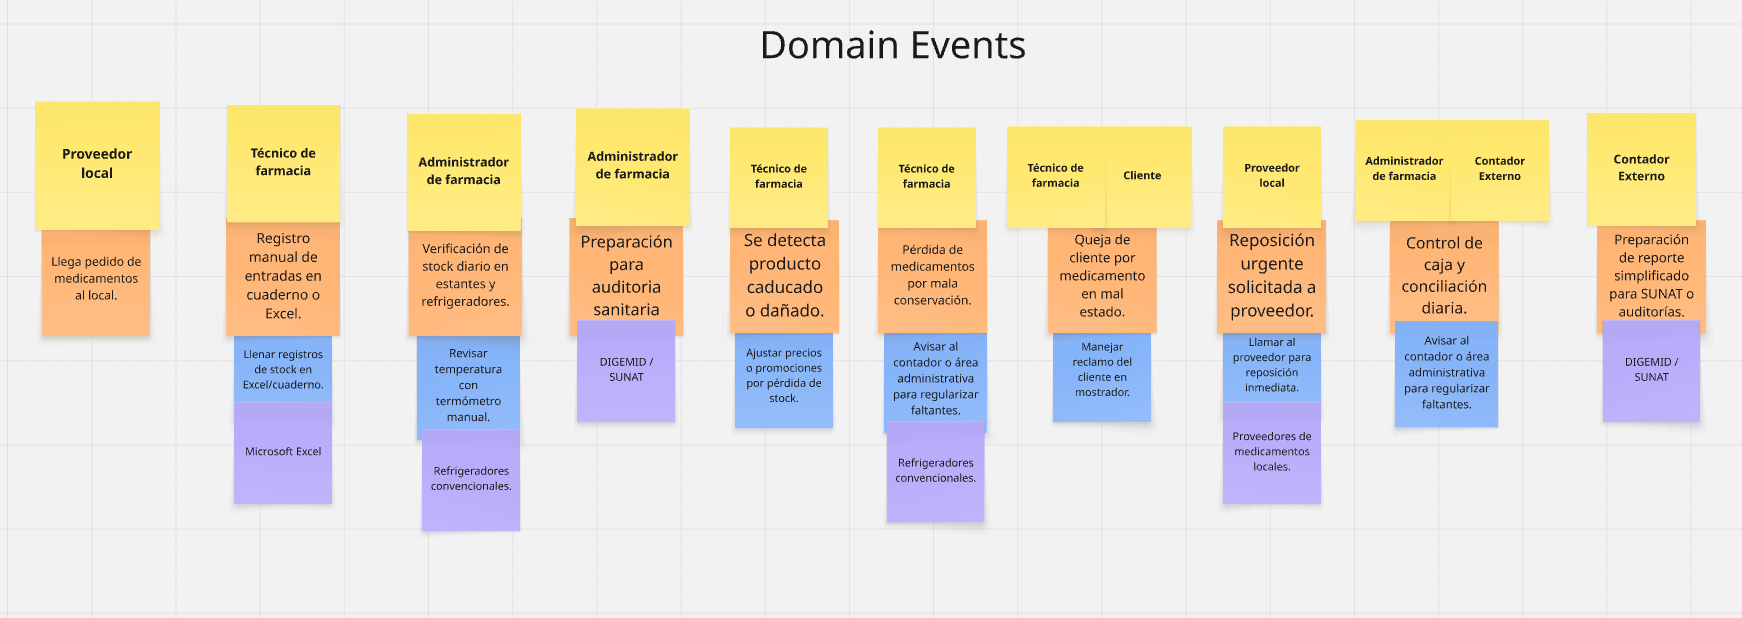 Domain Events
Proveedor
local
Llega pedido de
medicamentos
al local.
Técnico de
farmacia
Registro
manual de
entradas en
cuaderno o
Excel.
Llenar registros
de stock en
Excel/cuaderno.
Microsoft Excel
Administrador
de farmacia
Verificación de
stock diario en
estantes y
refrigeradores.
Revisar
temperatura
con
termómetro
manual.
Refrigeradores
convencionales.
Administrador
de farmacia
Preparación
para
auditoria
sanitaria
DIGEMID /
SUNAT
Técnico de
farmacia
Se detecta
producto
caducado
o dañado.
Ajustar precios
o promociones
por pérdida de
stock.
Técnico de
farmacia
Pérdida de
medicamentos
por mala
conservación.
Avisar al
contador o área
administrativa
para regularizar
faltantes.
Refrigeradores
convencionales.
Técnico de
farmacia
Cliente
Queja de
cliente por
medicamento
en mal
estado.
Manejar
reclamo del
cliente en
mostrador.
Proveedor
local
Reposición
urgente
solicitada a
proveedor.
Llamar al
proveedor para
reposición
inmediata.
Proveedores de
medicamentos
locales.
Administrador
de farmacia
Contador
Externo
Control de
caja y
conciliación
diaria.
Avisar al
contador o área
administrativa
para regularizar
faltantes.
Contador
Externo
Preparación
de reporte
simplificado
para SUNAT o
auditorías.
DIGEMID /
SUNAT